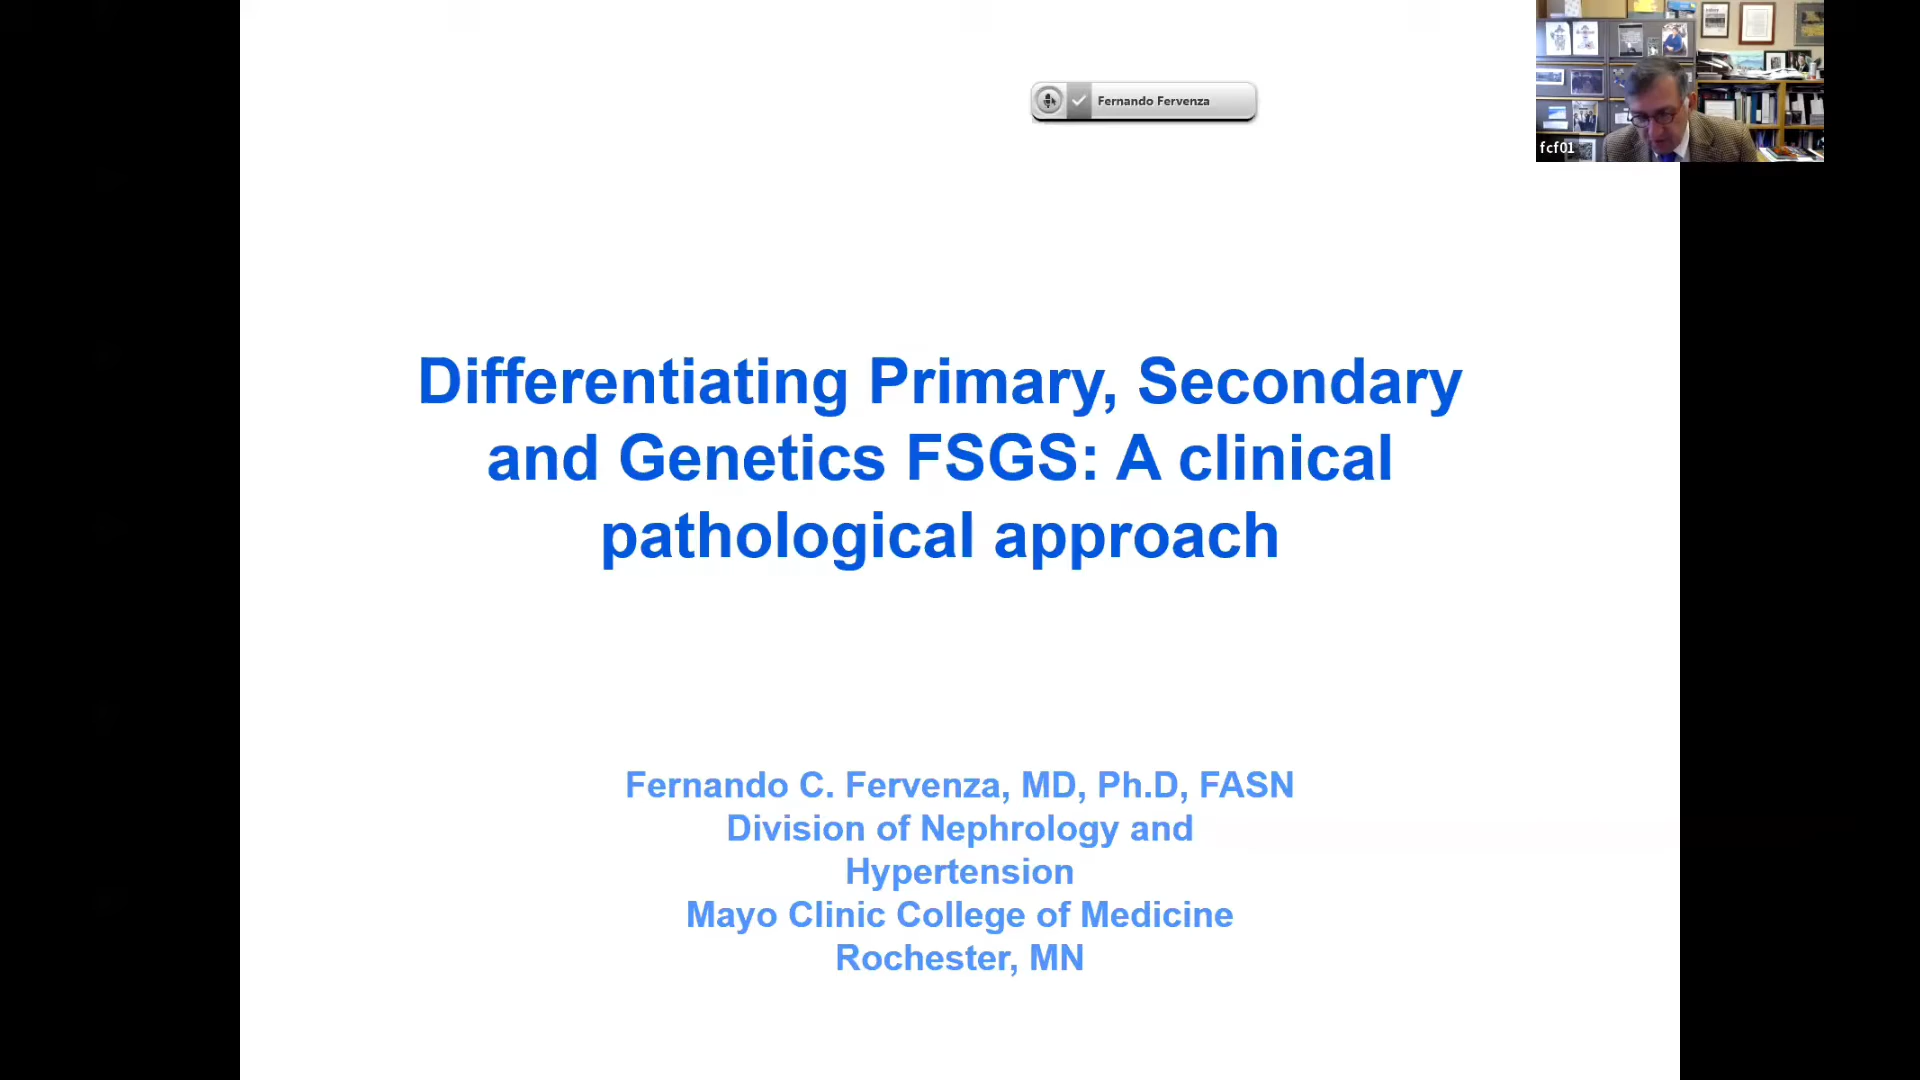 Fernando Fervenza
fcf01
Differentiating Primary, Secondary
and Genetics FSGS: A clinical
pathological approach
Fernando C. Fervenza, MD, Ph.D, FASN
Division of Nephrology and
Hypertension
Mayo Clinic College of Medicine
Rochester, MN